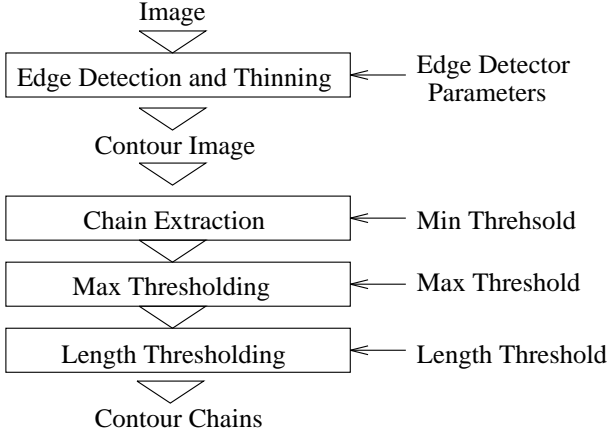 Image
Edge Detection and Thinning
Edge Detector
Parameters
Contour Image
Chain Extraction
Min Threhsold
Max Thresholding
Max Threshold
Length Thresholding
Length Threshold
Contour Chains